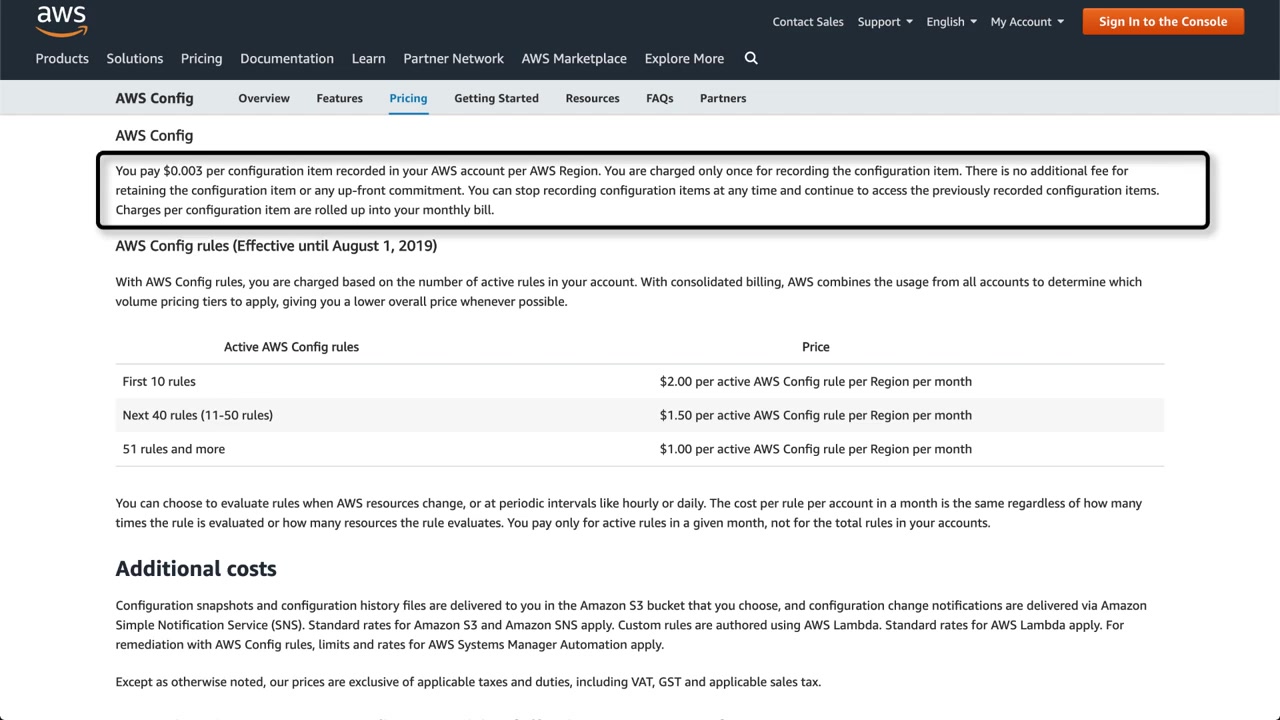 aws
Contact Sales Support English My Account Sign In to the Console
Products Solutions Pricing Documentation Learn Partner Network AWS Marketplace Explore More
AWS Config Overview Features Pricing Getting Started Resources FAQs Partners
AWS Config
You pay $0.003 per configuration item recorded in your AWS account per AWS Region. You are charged only once for recording the configuration item. There is no additional fee for
retaining the configuration item or any up-front commitment. You can stop recording configuration items at any time and continue to access the previously recorded configuration items.
Charges per configuration item are rolled up into your monthly bill.
AWS Config rules (Effective until August 1, 2019)
With AWS Config rules, you are charged based on the number of active rules in your account. With consolidated billing, AWS combines the usage from all accounts to determine which
volume pricing tiers to apply, giving you a lower overall price whenever possible.
Active AWS Config rules Price
First 10 rules $2.00 per active AWS Config rule per Region per month
Next 40 rules (11-50 rules) $1.50 per active AWS Config rule per Region per month
51 rules and more $1.00 per active AWS Config rule per Region per month
You can choose to evaluate rules when AWS resources change, or at periodic intervals like hourly or daily. The cost per rule per account in a month is the same regardless of how many
times the rule is evaluated or how many resources the rule evaluates. You pay only for active rules in a given month, not for the total rules in your accounts.
Additional costs
Configuration snapshots and configuration history files are delivered to you in the Amazon S3 bucket that you choose, and configuration change notifications are delivered via Amazon
Simple Notification Service (SNS). Standard rates for Amazon S3 and Amazon SNS apply. Custom rules are authored using AWS Lambda. Standard rates for AWS Lambda apply. For
remediation with AWS Config rules, limits and rates for AWS Systems Manager Automation apply.
Except as otherwise noted, our prices are exclusive of applicable taxes and duties, including VAT, GST and applicable sales tax.